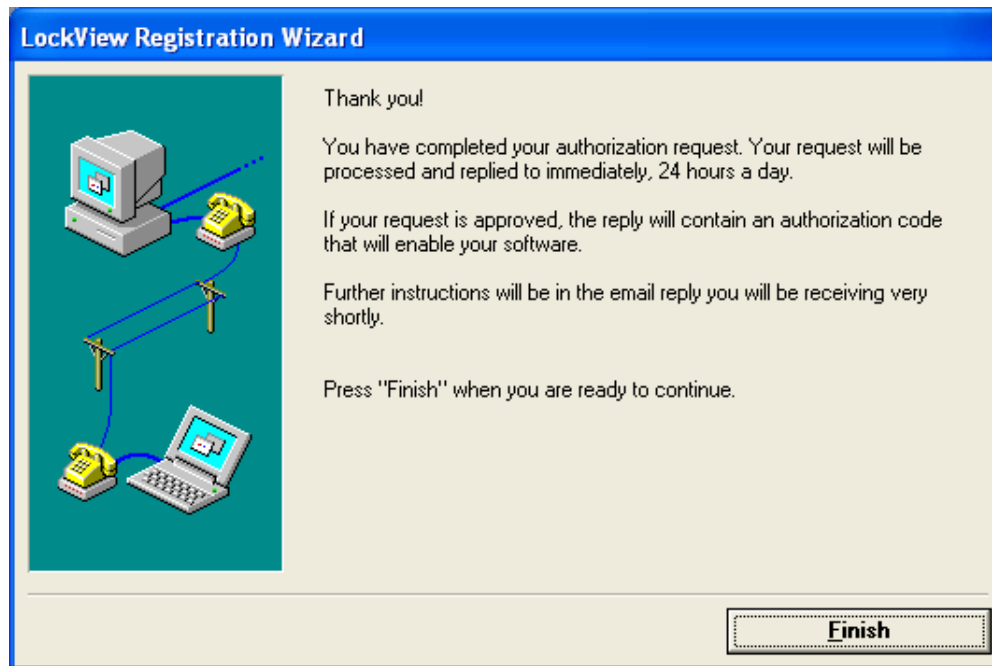 LockView Registration Wizard
Thank you!
You have completed your authorization request. Your request will be
processed and replied to immediately, 24 hours a day.
If your request is approved, the reply will contain an authorization code
that will enable your software.
Further instructions will be in the email reply you will be receiving very
shortly.
Press "Finish" when you are ready to continue.
Finish